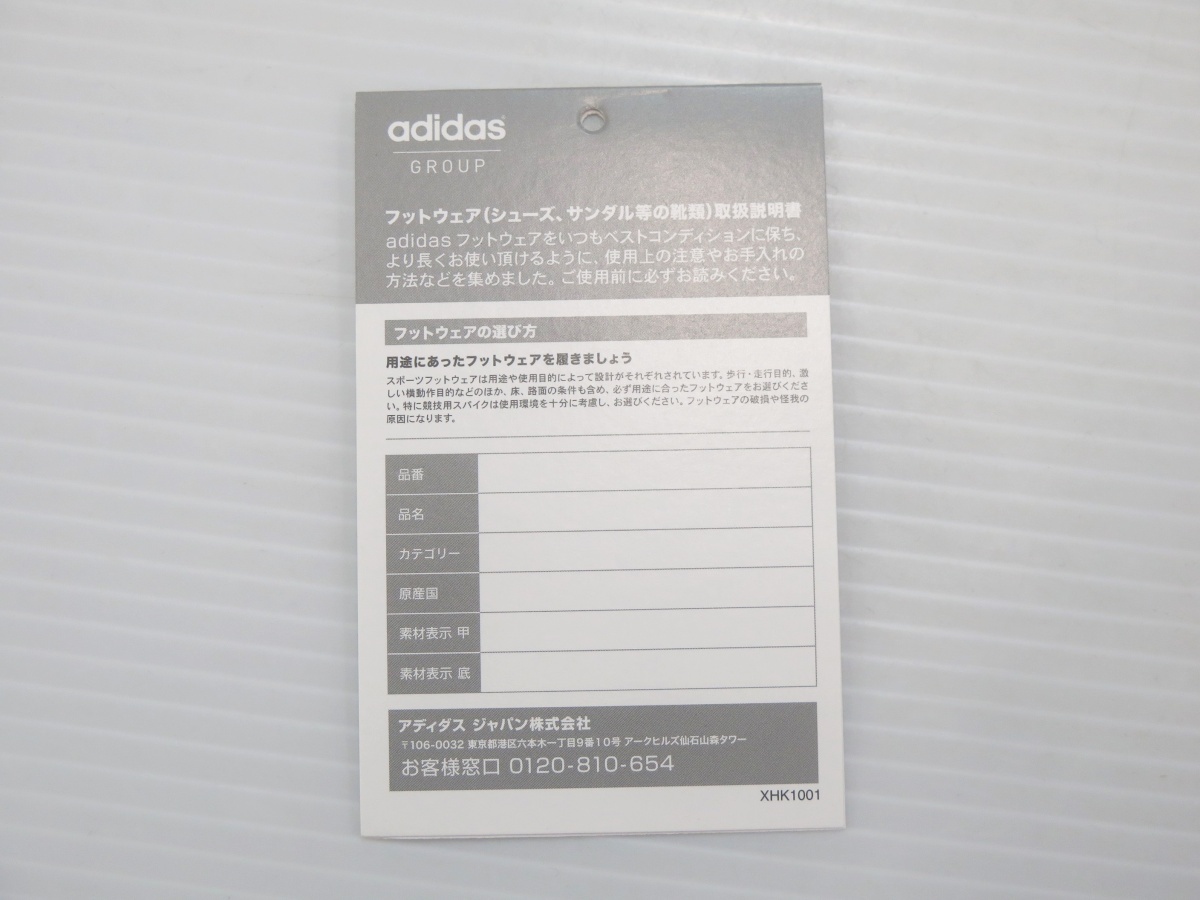 adidas
GROUP
フットウェア(シューズ、サンダル等の靴類)取扱説明書
adidas フットウェアをいつもベストコンディションに保ち、
より長くお使い頂けるように、使用上の注意やお手入れの
方法などを集めました。ご使用前に必ずお読みください。
フットウェアの選び方
用途にあったフットウェアを履きましょう
スポーツフットウェアは用途や使用目的によって設計がそれぞれされています。歩行・走行目的、激
しい横動作目的などのほか、床、路面の条件も含め、必ず用途に合ったフットウェアをお選びくださ
い。特に競技用スパイクは使用環境を十分に考慮し、お選びください。フットウェアの破損や怪我の
原因になります。
品番
品名
カテゴリー
原産国
素材表示 甲
素材表示 底
アディダス ジャパン株式会社
〒106-0032 東京都港区六本木一丁目9番10号 アークヒルズ仙石山森タワー
お客様窓口 0120-810-654
XHK1001